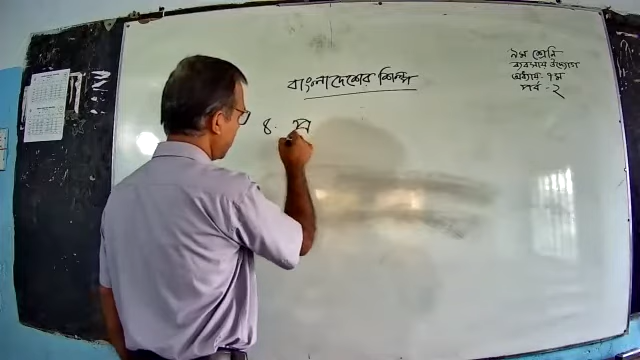 বাংলাদেশের শিল্প
৯ম শ্রেনি
ব্যবসায় উদ্যোগ
অধ্যায় ৭ম
পর্ব - ২
৪.